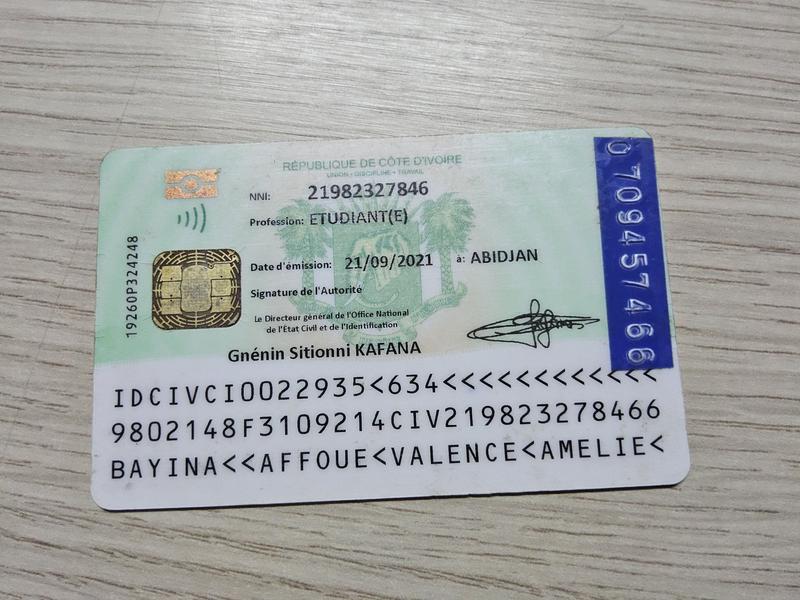 RÉPUBLIQUE DE CÔTE D'IVOIRE
UNION - DISCIPLINE - TRAVAIL
NNI: 21982327846
Profession: ETUDIANT(E)
Date d'émission: 21/09/2021 à: ABIDJAN
Signature de l'Autorité
Le Directeur général de l'Office National
de l'État Civil et de l'Identification
Gnénin Sitionni KAFANA
19260P324248
0709457466
IDCIVCI0022935<634<<<<<<<<<<<<
9802148F3109214CIV219823278466
BAYINA<<AFFOUE<VALENCE<AMELIE<